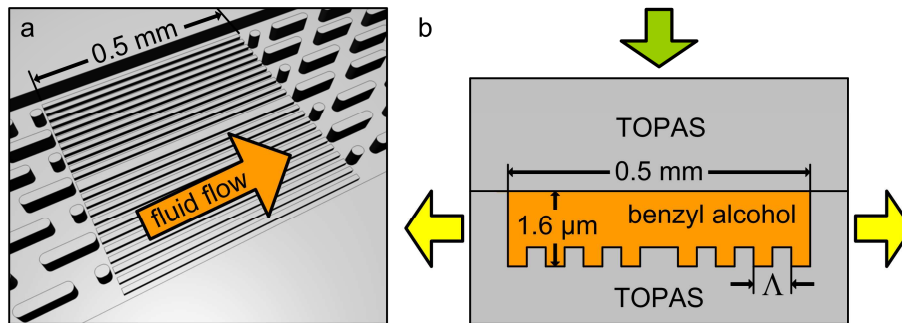 a
0.5 mm
fluid flow
b
TOPAS
0.5 mm
1.6 µm
benzyl alcohol
TOPAS
Λ